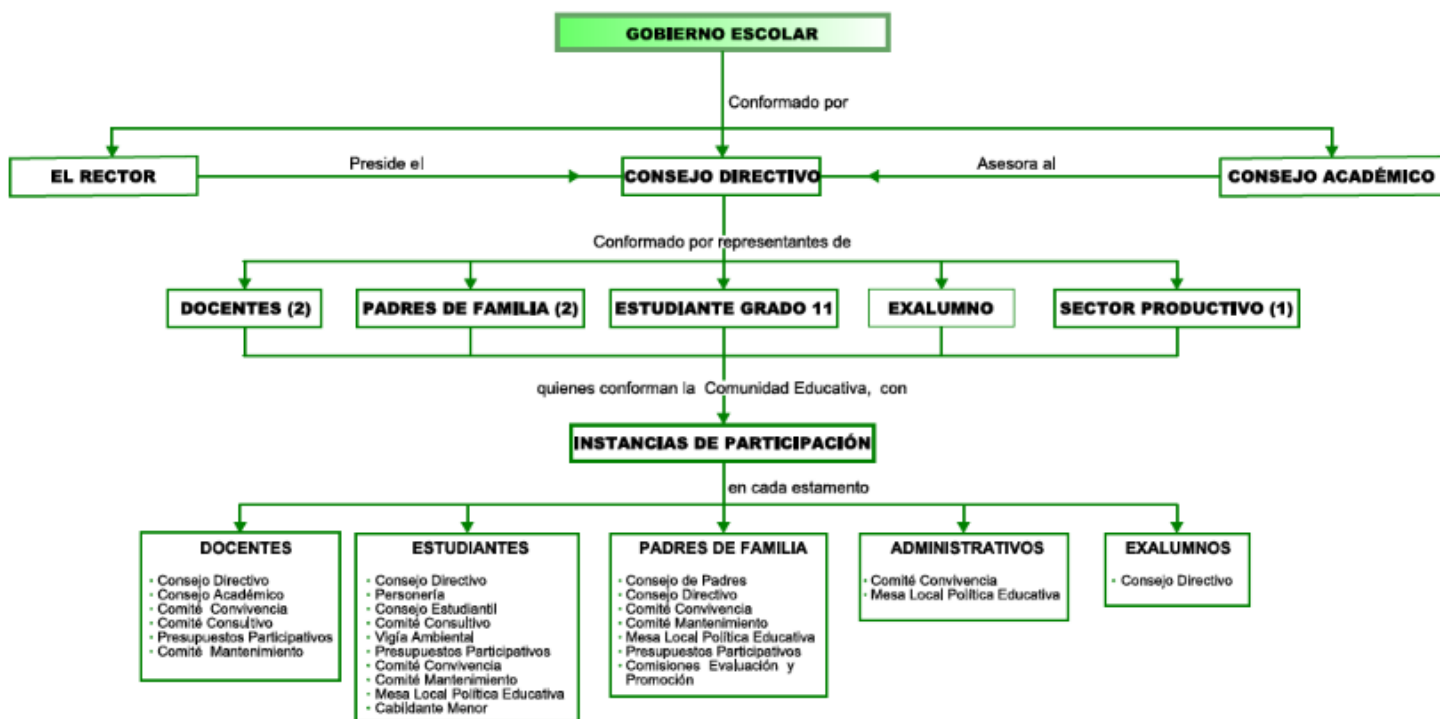 GOBIERNO ESCOLAR
Conformado por
EL RECTOR
Preside el
CONSEJO DIRECTIVO
Asesora al
CONSEJO ACADÉMICO
Conformado por representantes de
DOCENTES (2)
PADRES DE FAMILIA (2)
ESTUDIANTE GRADO 11
EXALUMNO
SECTOR PRODUCTIVO (1)
quienes conforman la Comunidad Educativa, con
INSTANCIAS DE PARTICIPACIÓN
en cada estamento
DOCENTES
Consejo Directivo
Consejo Académico
Comité Convivencia
Comité Consultivo
Presupuestos Participativos
Comité Mantenimiento
ESTUDIANTES
Consejo Directivo
Personería
Consejo Estudiantil
Comité Consultivo
Vigía Ambiental
Presupuestos Participativos
Comité Convivencia
Comité Mantenimiento
Mesa Local Política Educativa
Cabildante Menor
PADRES DE FAMILIA
Consejo de Padres
Consejo Directivo
Comité Convivencia
Comité Mantenimiento
Mesa Local Política Educativa
Presupuestos Participativos
Comisiones Evaluación y
Promoción
ADMINISTRATIVOS
Comité Convivencia
Mesa Local Política Educativa
EXALUMNOS
Consejo Directivo